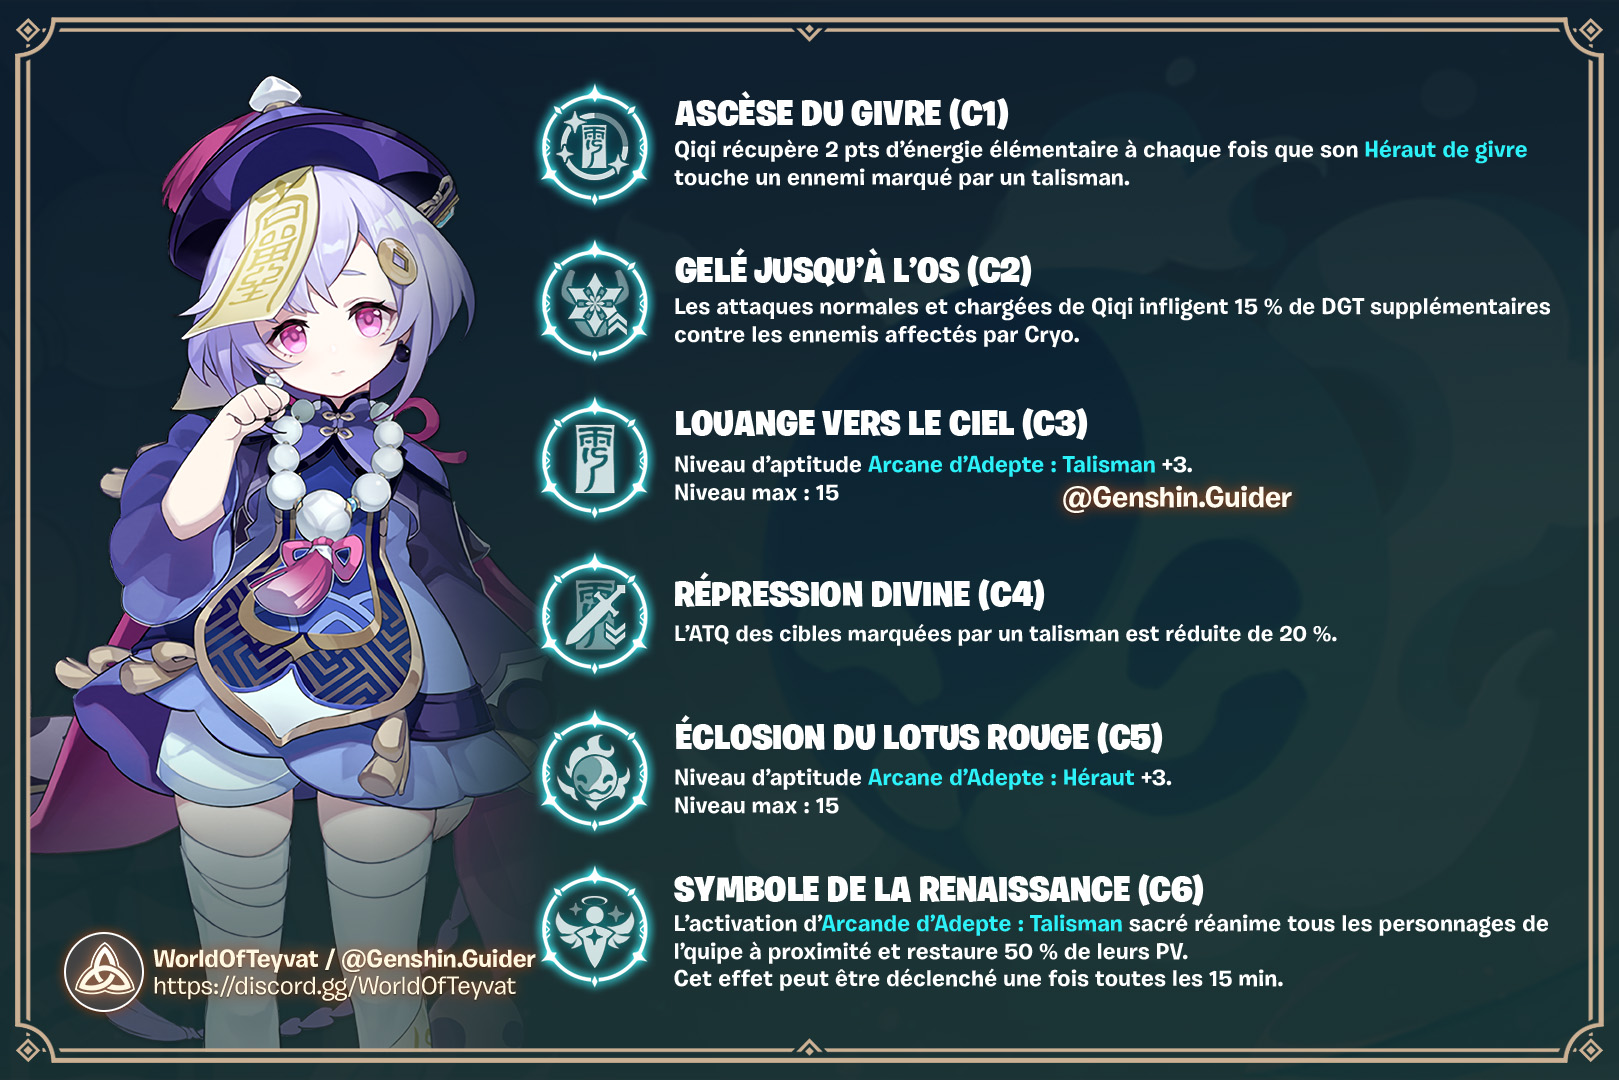 ASCÈSE DU GIVRE (C1)
Qiqi récupère 2 pts d’énergie élémentaire à chaque fois que son Héraut de givre
touche un ennemi marqué par un talisman.
GELÉ JUSQU’À L’OS (C2)
Les attaques normales et chargées de Qiqi infligent 15 % de DGT supplémentaires
contre les ennemis affectés par Cryo.
LOUANGE VERS LE CIEL (C3)
Niveau d’aptitude Arcane d’Adepte : Talisman +3.
Niveau max : 15
@Genshin.Guider
RÉPRESSION DIVINE (C4)
L’ATQ des cibles marquées par un talisman est réduite de 20 %.
ÉCLOSION DU LOTUS ROUGE (C5)
Niveau d’aptitude Arcane d’Adepte : Héraut +3.
Niveau max : 15
SYMBOLE DE LA RENAISSANCE (C6)
L’activation d’Arcande d’Adepte : Talisman sacré réanime tous les personnages de
l’quipe à proximité et restaure 50 % de leurs PV.
Cet effet peut être déclenché une fois toutes les 15 min.
WorldOfTeyvat / @Genshin.Guider
https://discord.gg/WorldOfTeyvat